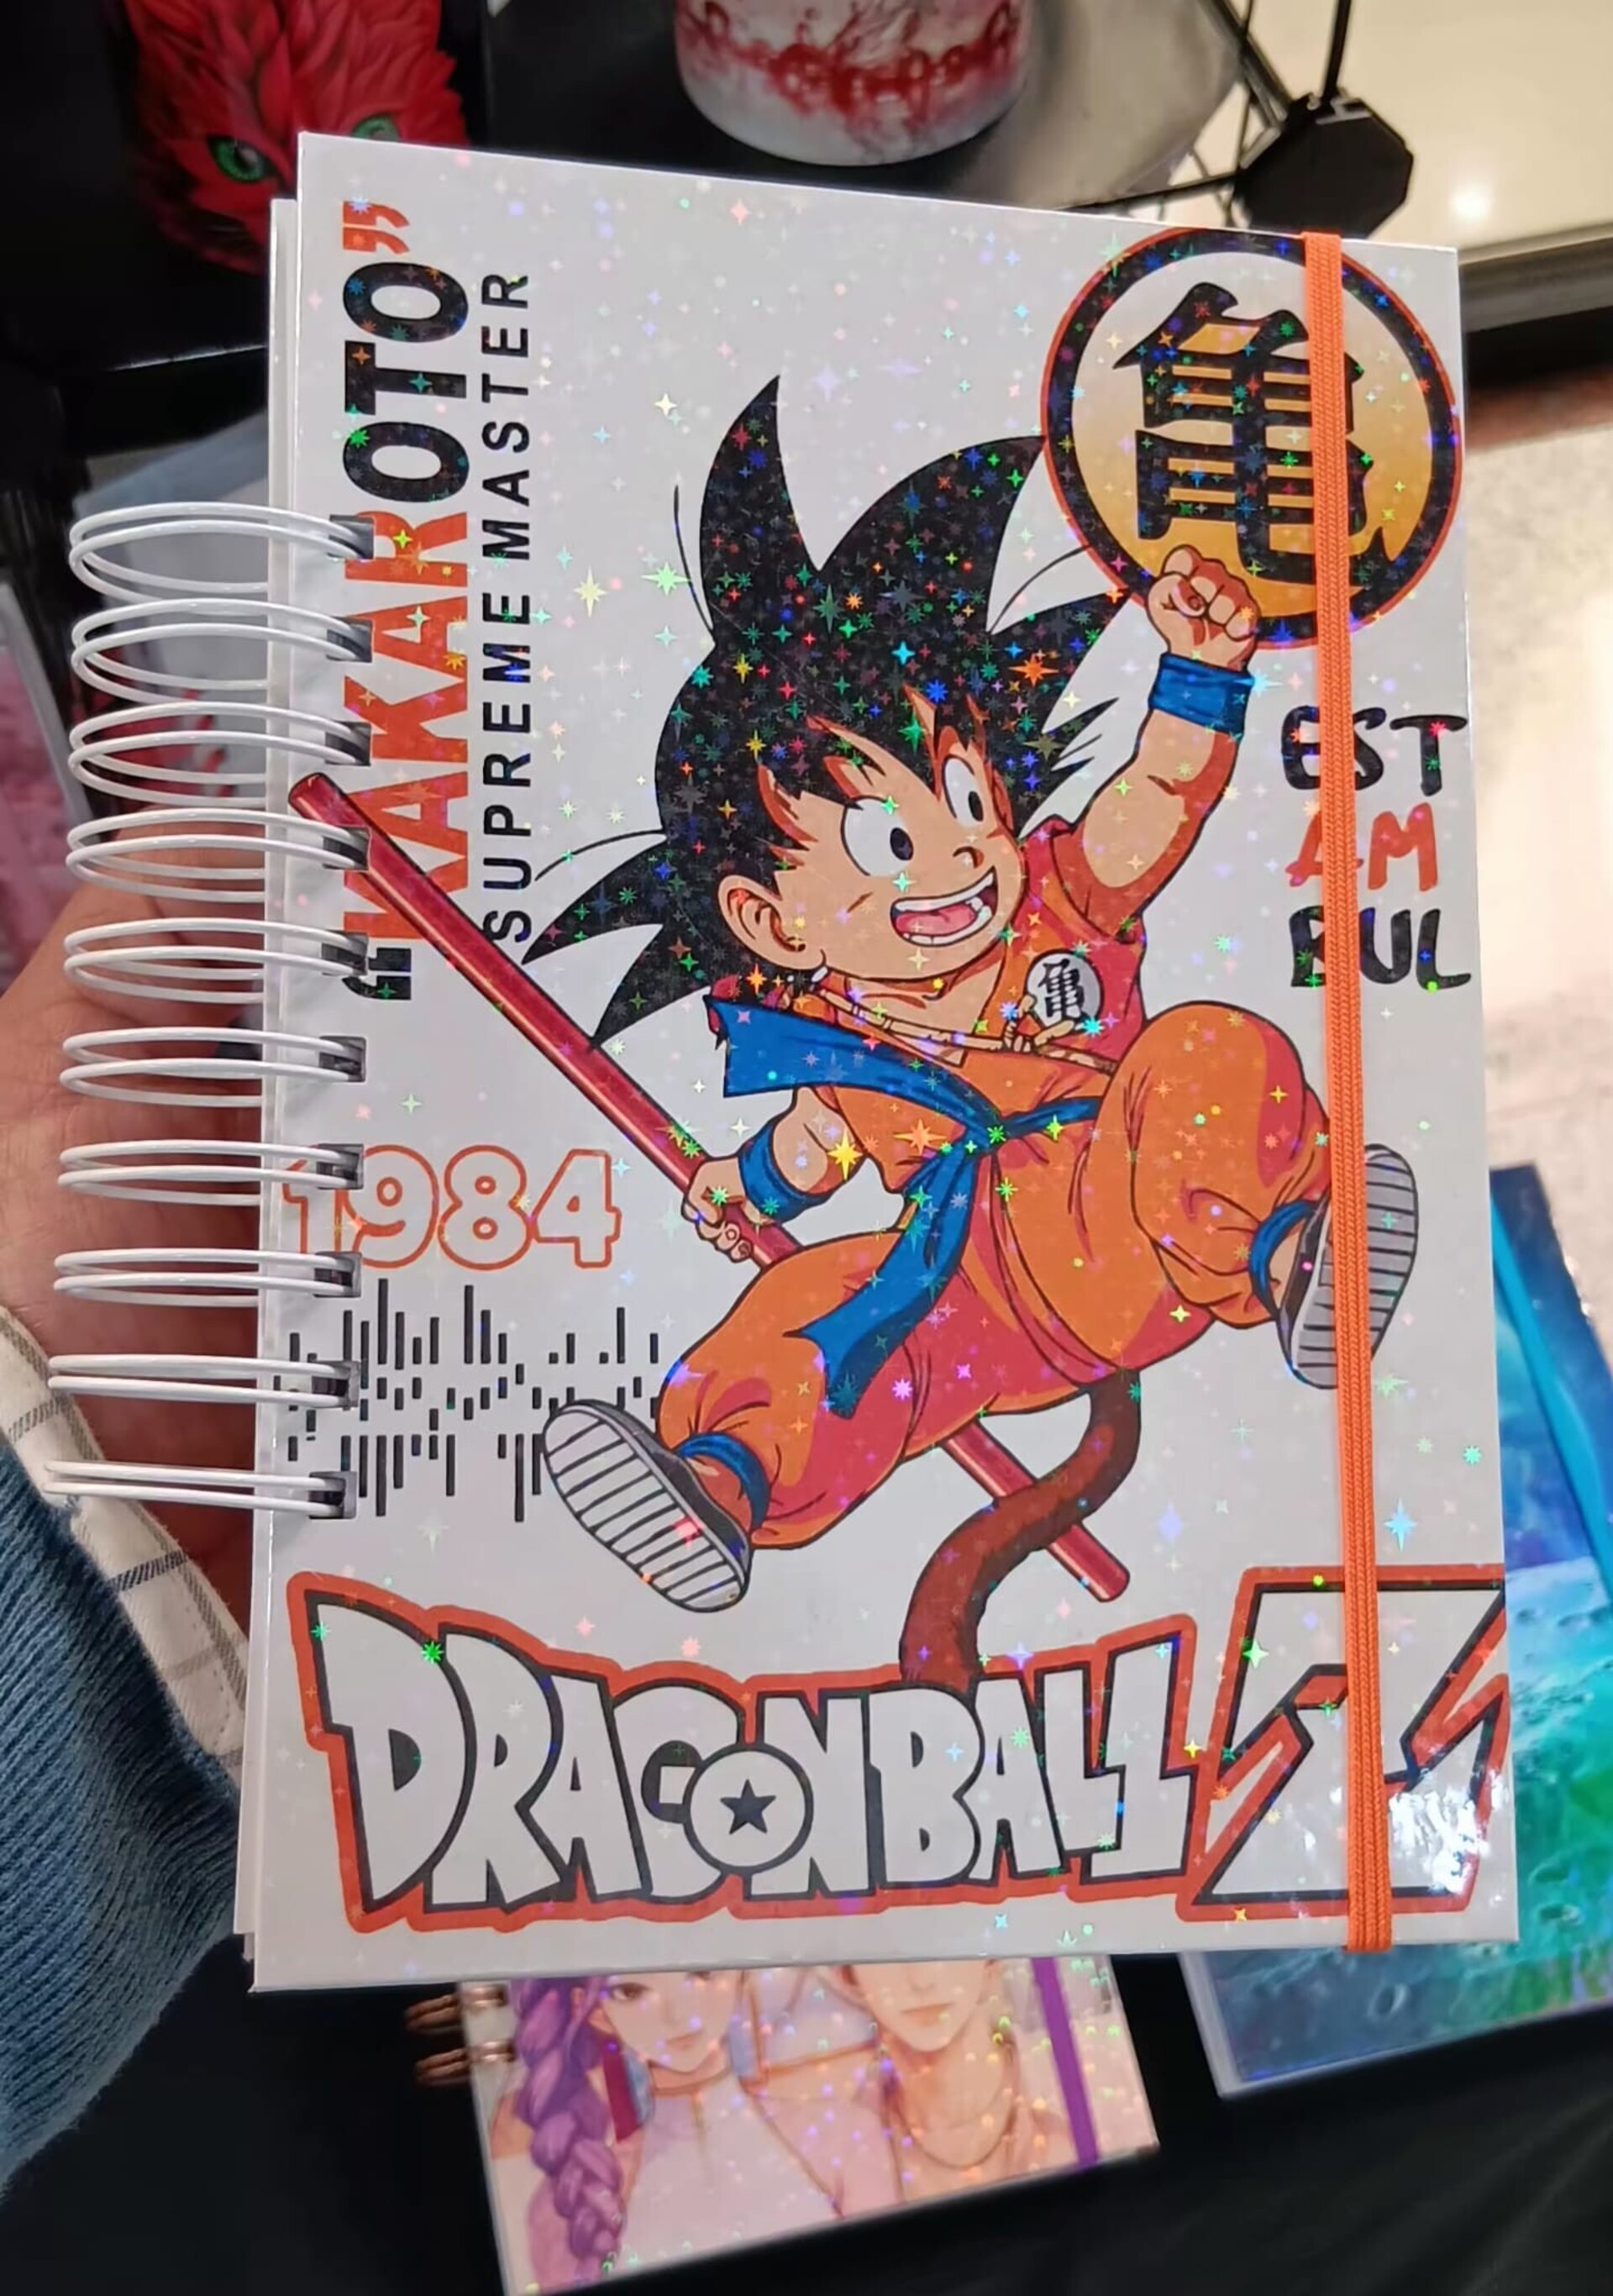 "KAKAROTO"
SUPREME MASTER
亀
EST
AM
BUL
亀
1984
DRAGONBALL Z